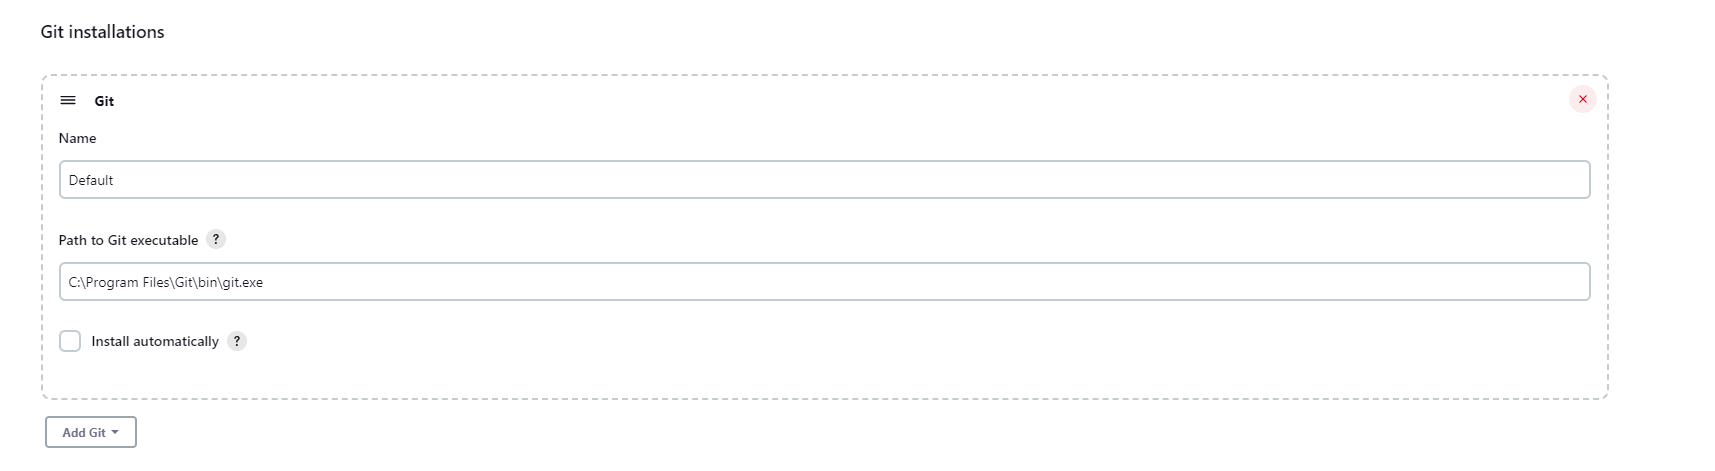 Git installations
Git
Name
Default
Path to Git executable ?
C:\Program Files\Git\bin\git.exe
Install automatically ?
Add Git